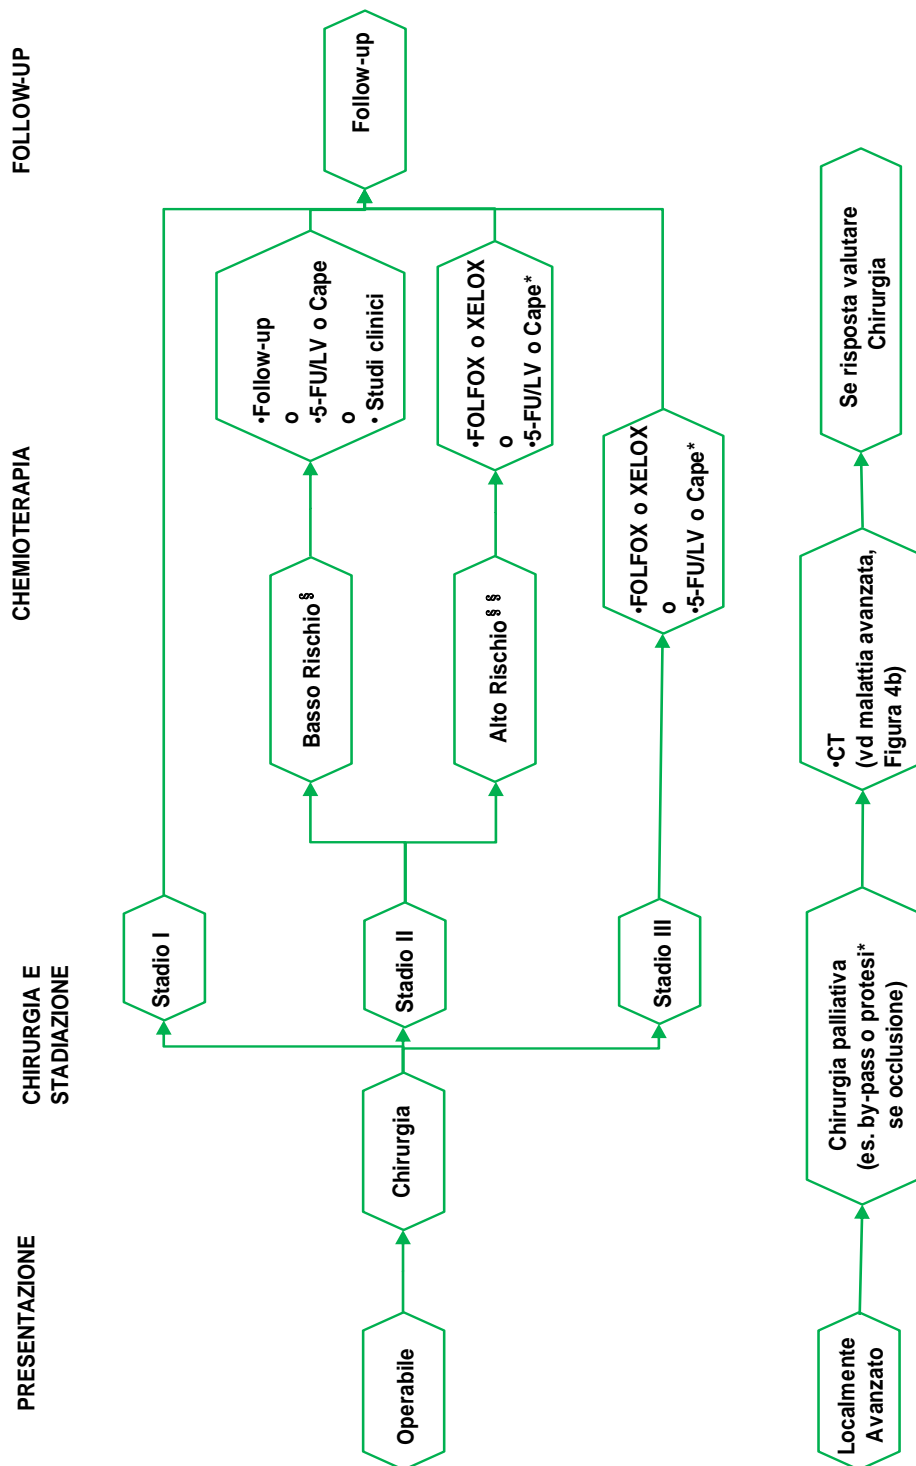 PRESENTAZIONE
CHIRURGIA E
STADIAZIONE
CHEMIOTERAPIA
FOLLOW-UP
Operabile
Chirurgia
Stadio I
Stadio II
Stadio III
Basso Rischio§
Alto Rischio§ §
•Follow-up
o
•5-FU/LV o Cape
o
• Studi clinici
•FOLFOX o XELOX
o
•5-FU/LV o Cape*
•FOLFOX o XELOX
o
•5-FU/LV o Cape*
Follow-up
Localmente
Avanzato
Chirurgia palliativa
(es. by-pass o protesi*
se occlusione)
•CT
(vd malattia avanzata,
Figura 4b)
Se risposta valutare
Chirurgia